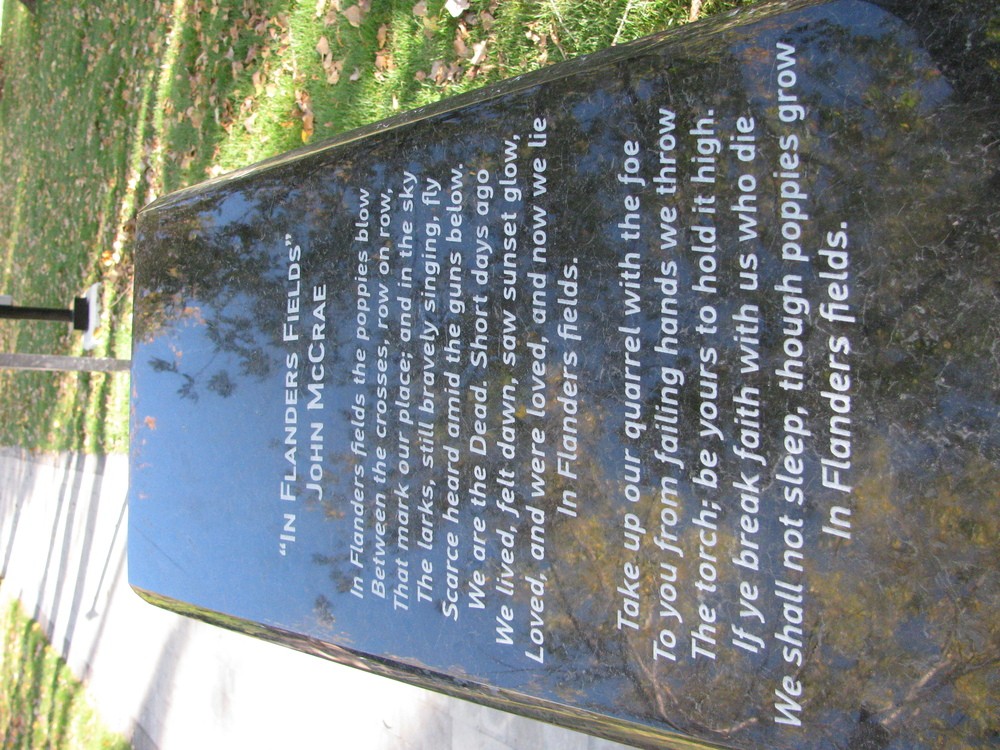 “IN FLANDERS FIELDS”
JOHN MCCRAE
In Flanders fields the poppies blow
Between the crosses, row on row,
That mark our place; and in the sky
The larks, still bravely singing, fly
Scarce heard amid the guns below.
We are the Dead. Short days ago
We lived, felt dawn, saw sunset glow,
Loved, and were loved, and now we lie
In Flanders fields.
Take up our quarrel with the foe
To you from failing hands we throw
The torch; be yours to hold it high.
If ye break faith with us who die
We shall not sleep, though poppies grow
In Flanders fields.